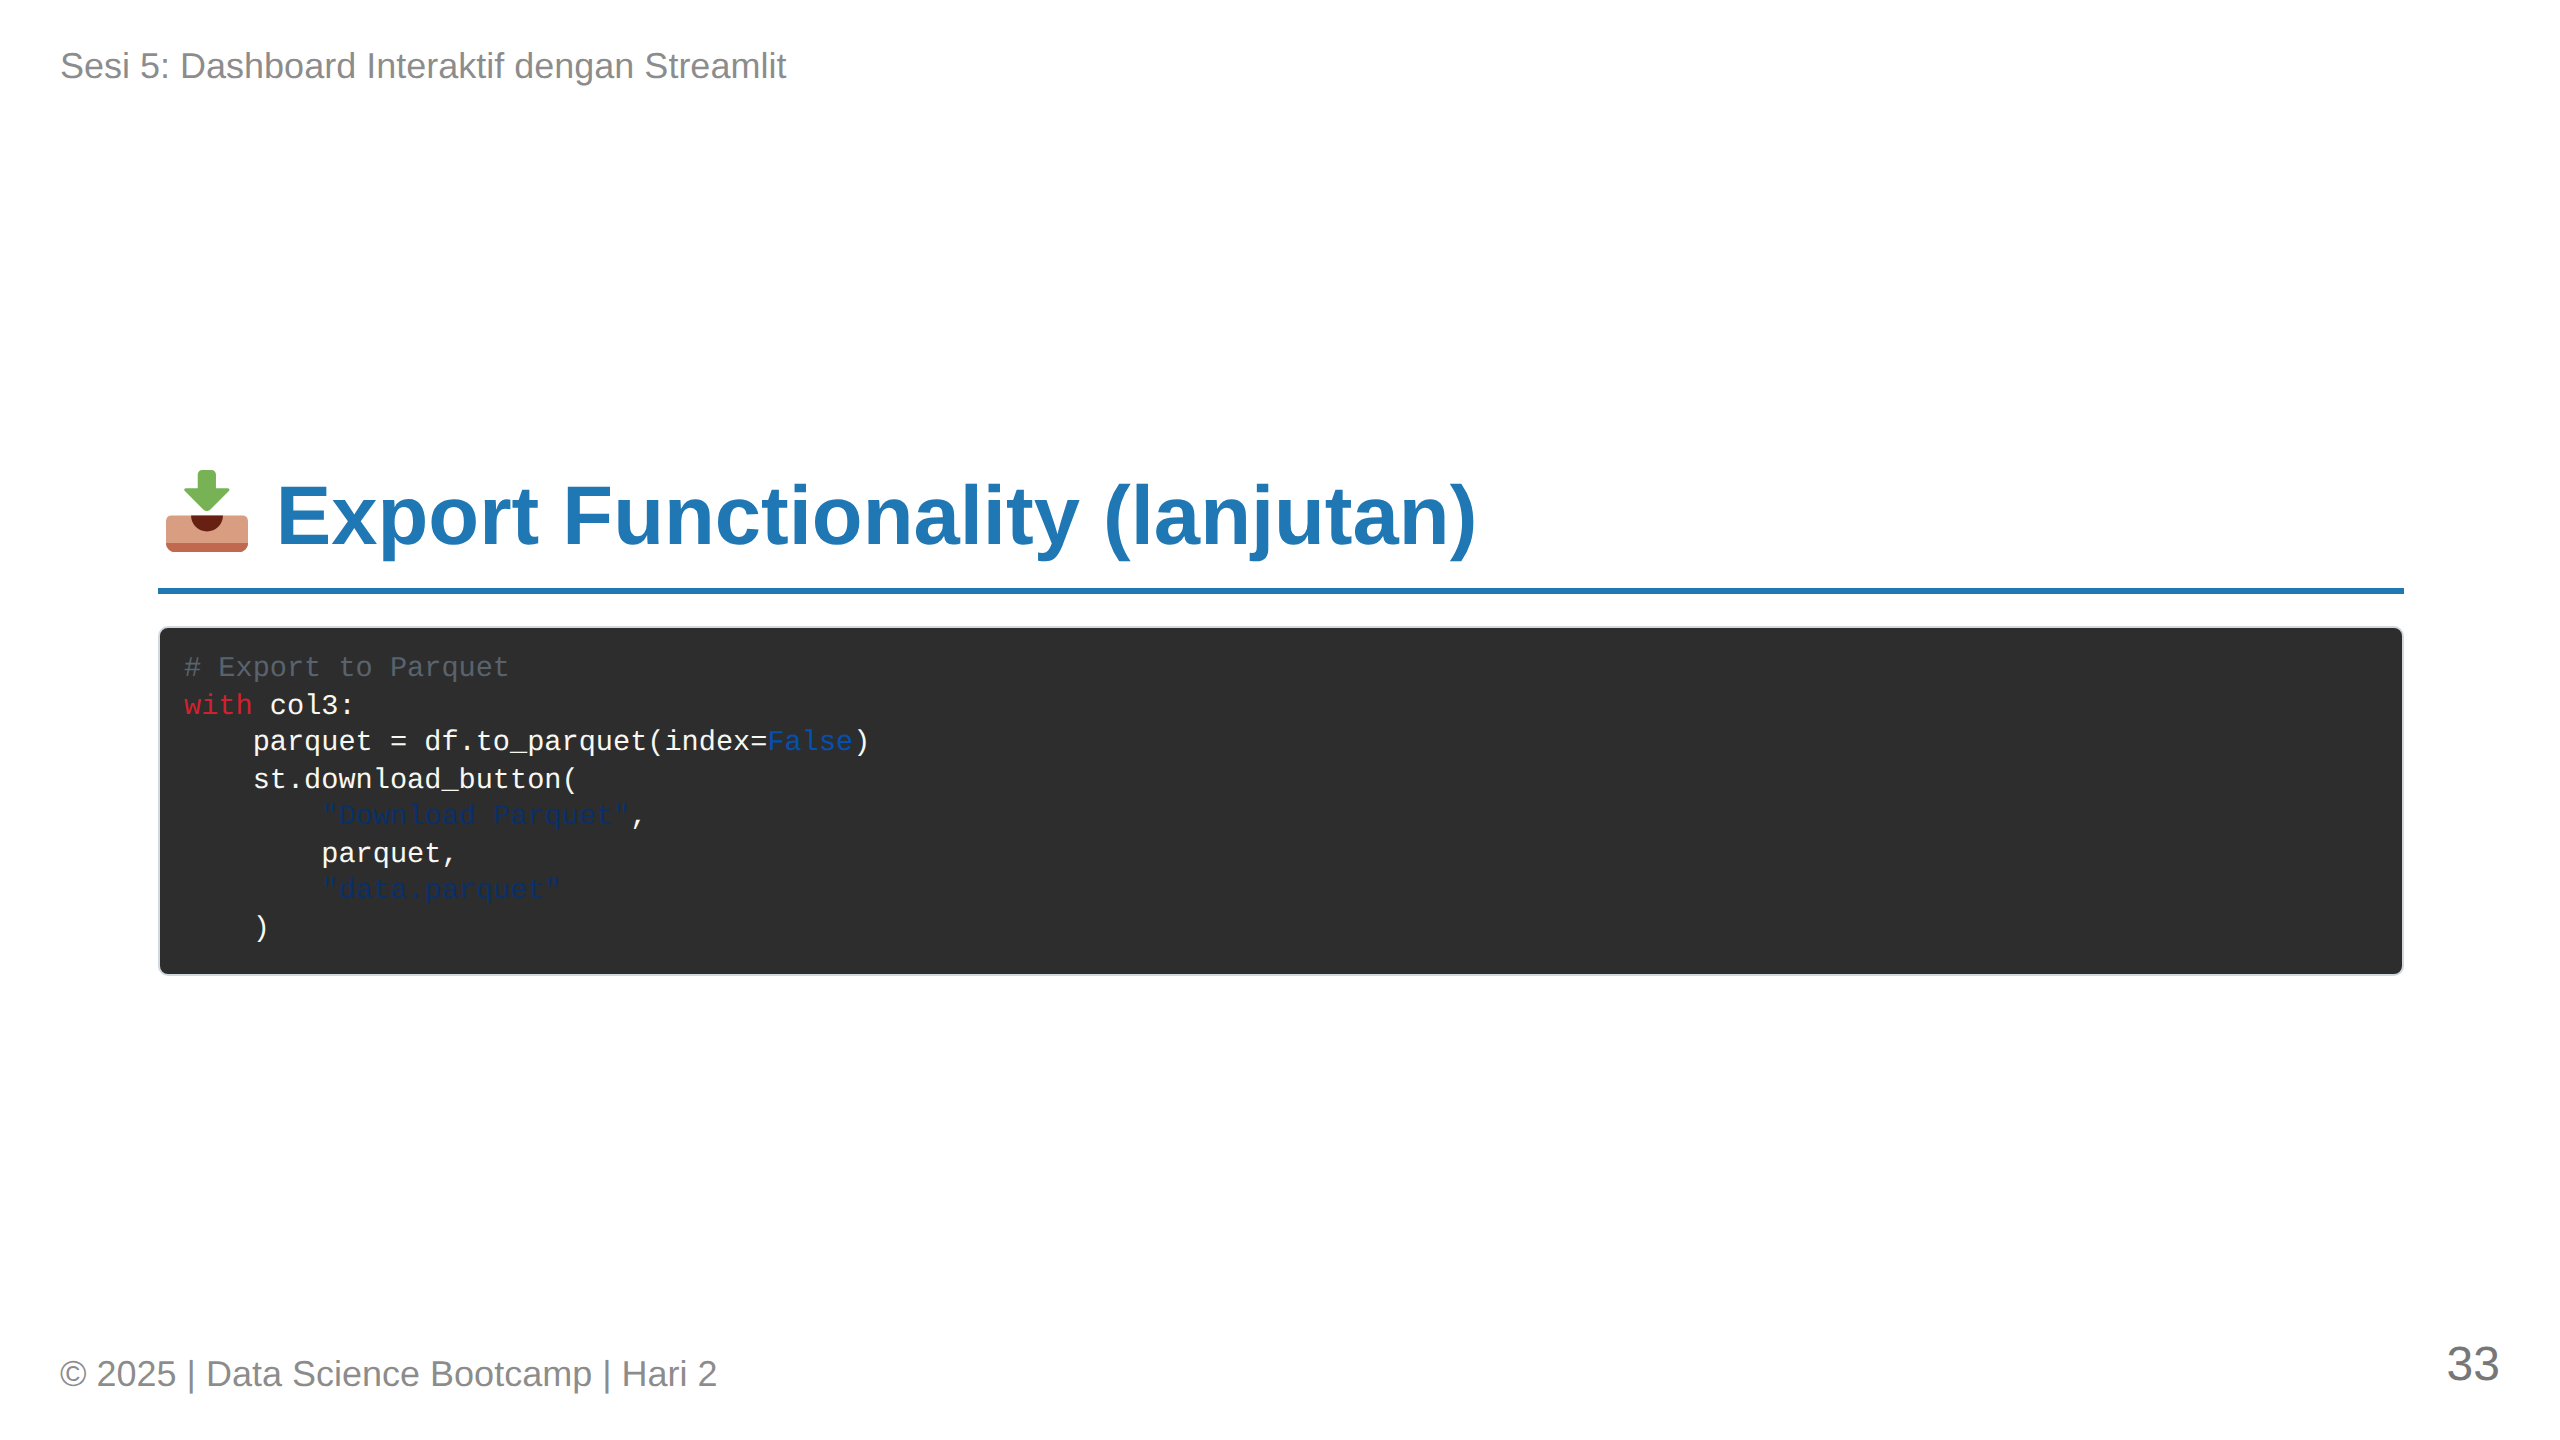 Sesi 5: Dashboard Interaktif dengan Streamlit
Export Functionality (lanjutan)
# Export to Parquet
with col3:
    parquet = df.to_parquet(index=False)
    st.download_button(
        "Download Parquet",
        parquet,
        "data.parquet"
    )
© 2025 | Data Science Bootcamp | Hari 2
33